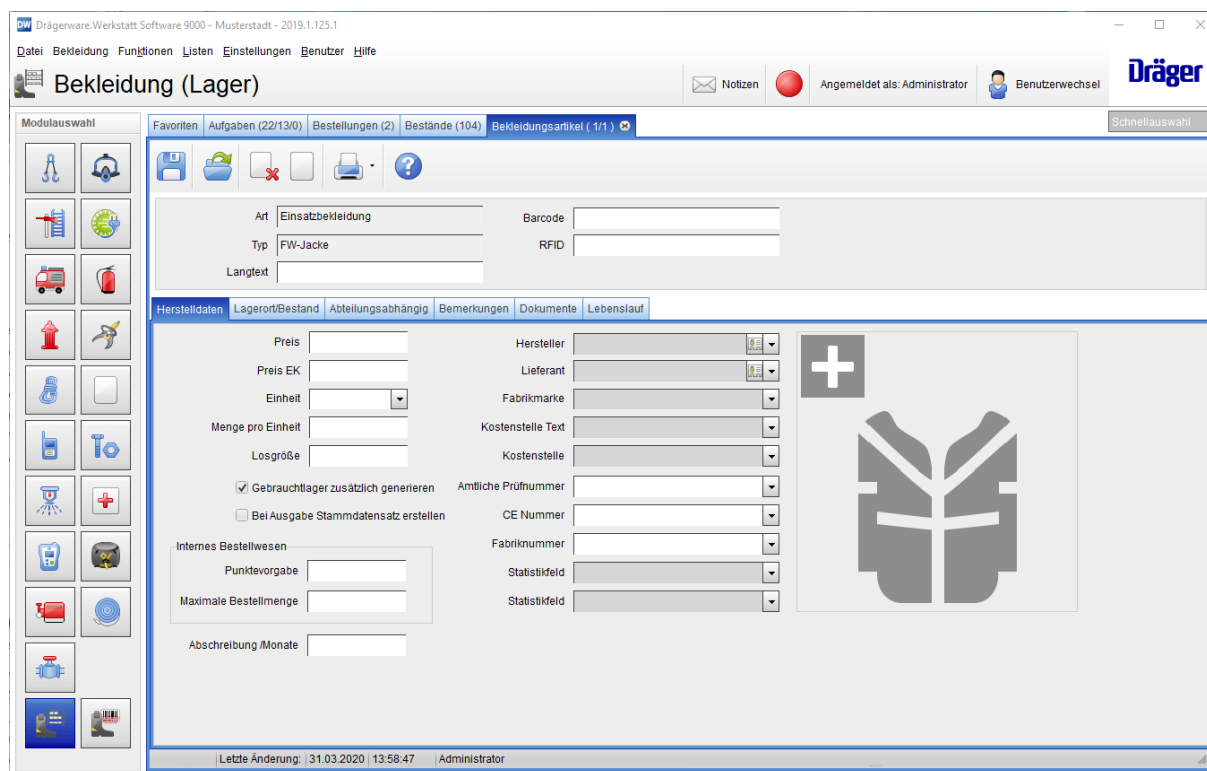 DW Drägerware.Werkstatt Software 9000 - Musterstadt - 2019.1.125.1
Datei Bekleidung Funktionen Listen Einstellungen Benutzer Hilfe
Bekleidung (Lager)
Notizen
Angemeldet als: Administrator
Benutzerwechsel
Dräger
Modulauswahl
Favoriten Aufgaben (22/13/0) Bestellungen (2) Bestände (104) Bekleidungsartikel ( 1/1 )
Schnellauswahl
Art Einsatzbekleidung Barcode
Typ FW-Jacke RFID
Langtext
Herstelldaten Lagerort/Bestand Abteilungsabhängig Bemerkungen Dokumente Lebenslauf
Preis Hersteller
Preis EK Lieferant
Einheit Fabrikmarke
Menge pro Einheit Kostenstelle Text
Losgröße Kostenstelle
Gebrauchtlager zusätzlich generieren Amtliche Prüfnummer
Bei Ausgabe Stammdatensatz erstellen CE Nummer
Internes Bestellwesen Fabriknummer
Punktevorgabe Statistikfeld
Maximale Bestellmenge Statistikfeld
Abschreibung /Monate
Letzte Änderung: 31.03.2020 13:58:47 Administrator